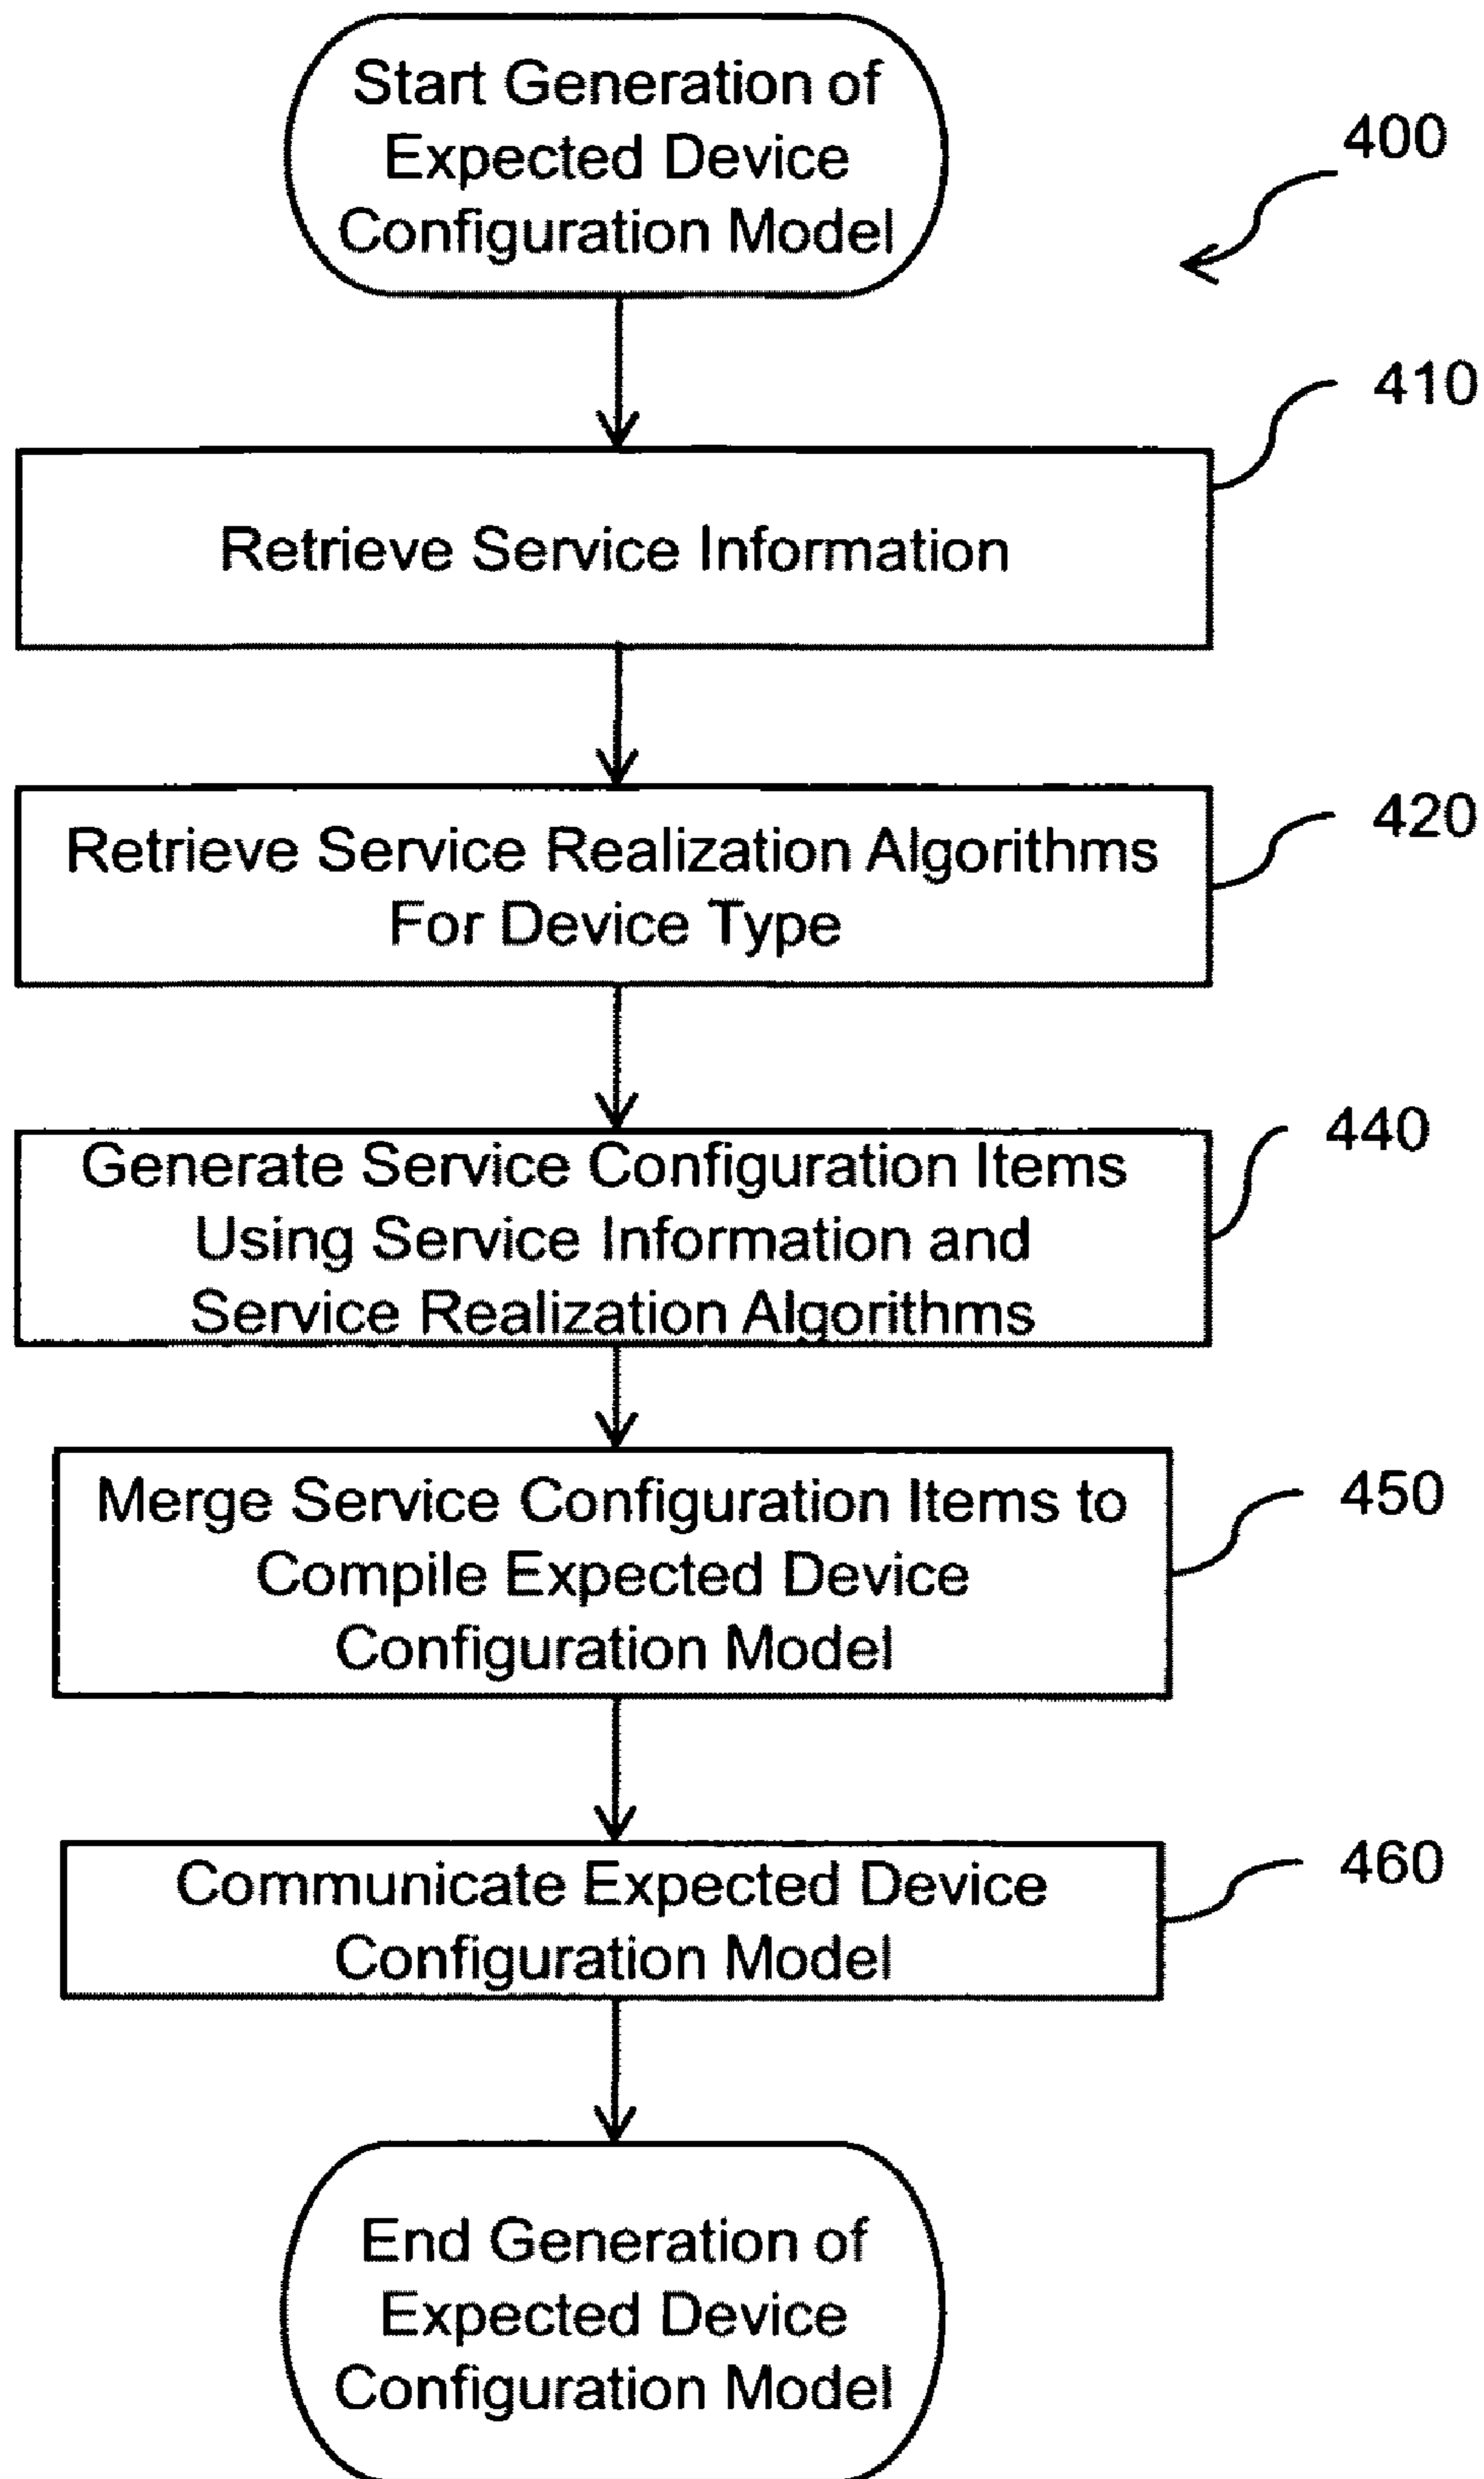 Start Generation of
Expected Device
Configuration Model
400
410
Retrieve Service Information
420
Retrieve Service Realization Algorithms
For Device Type
440
Generate Service Configuration Items
Using Service Information and
Service Realization Algorithms
450
Merge Service Configuration Items to
Compile Expected Device
Configuration Model
460
Communicate Expected Device
Configuration Model
End Generation of
Expected Device
Configuration Model